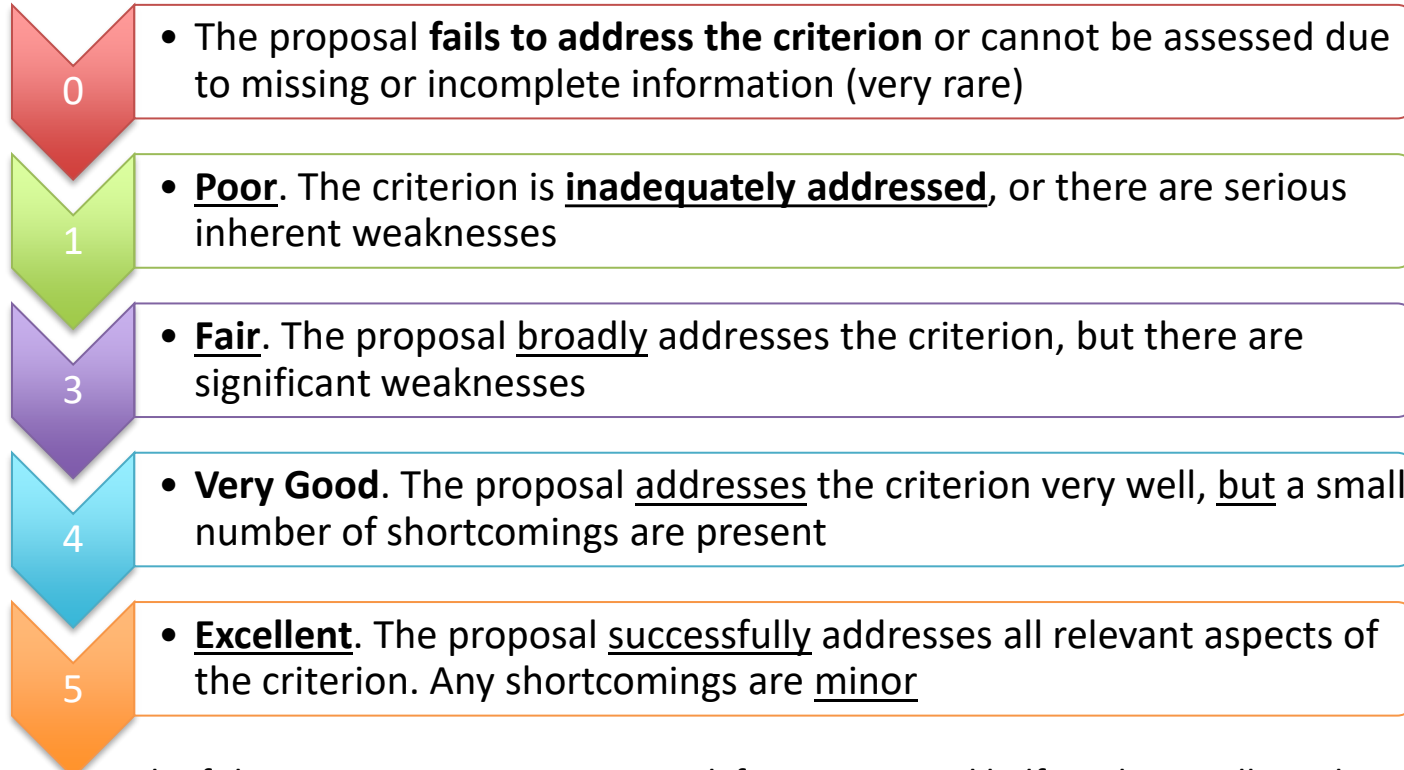 0
• The proposal fails to address the criterion or cannot be assessed due
to missing or incomplete information (very rare)
1
• Poor. The criterion is inadequately addressed, or there are serious
inherent weaknesses
3
• Fair. The proposal broadly addresses the criterion, but there are
significant weaknesses
4
• Very Good. The proposal addresses the criterion very well, but a small
number of shortcomings are present
5
• Excellent. The proposal successfully addresses all relevant aspects of
the criterion. Any shortcomings are minor